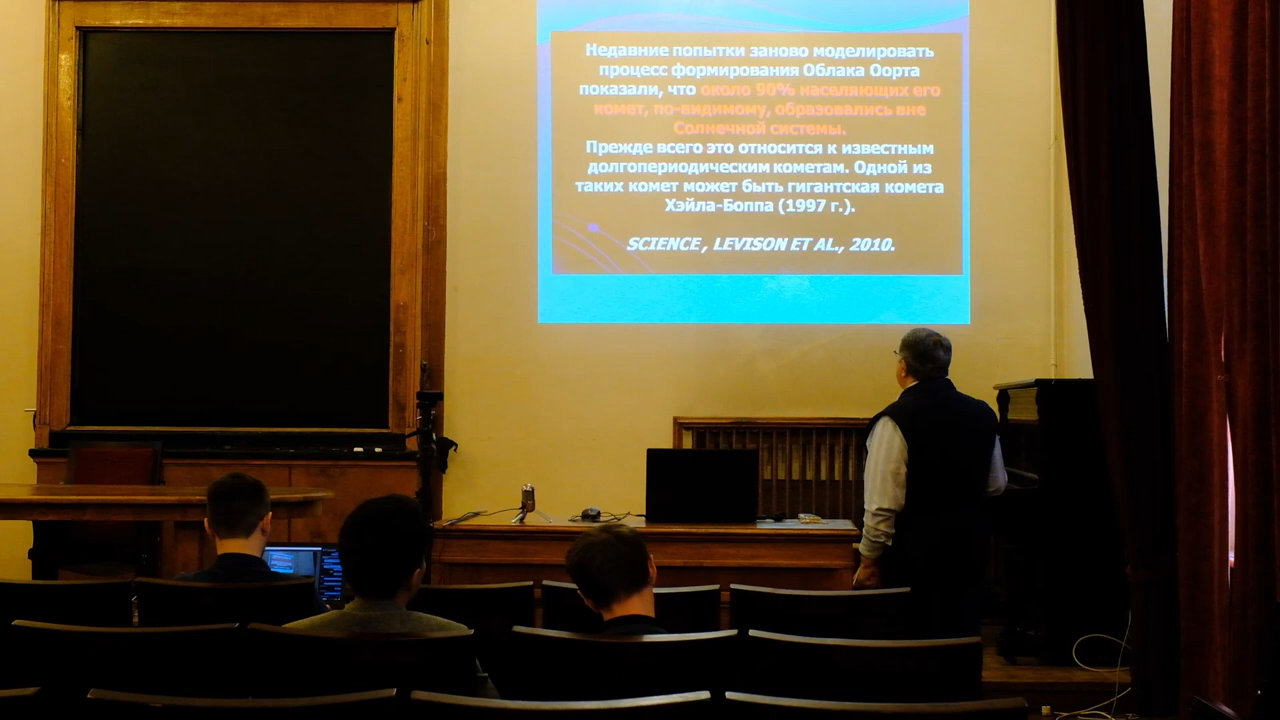 Недавние попытки заново моделировать
процесс формирования Облака Оорта
показали, что около 90% населяющих его
комет, по-видимому, образовались вне
Солнечной системы.
Прежде всего это относится к известным
долгопериодическим кометам. Одной из
таких комет может быть гигантская комета
Хэйла-Боппа (1997 г.).
SCIENCE , LEVISON ET AL., 2010.